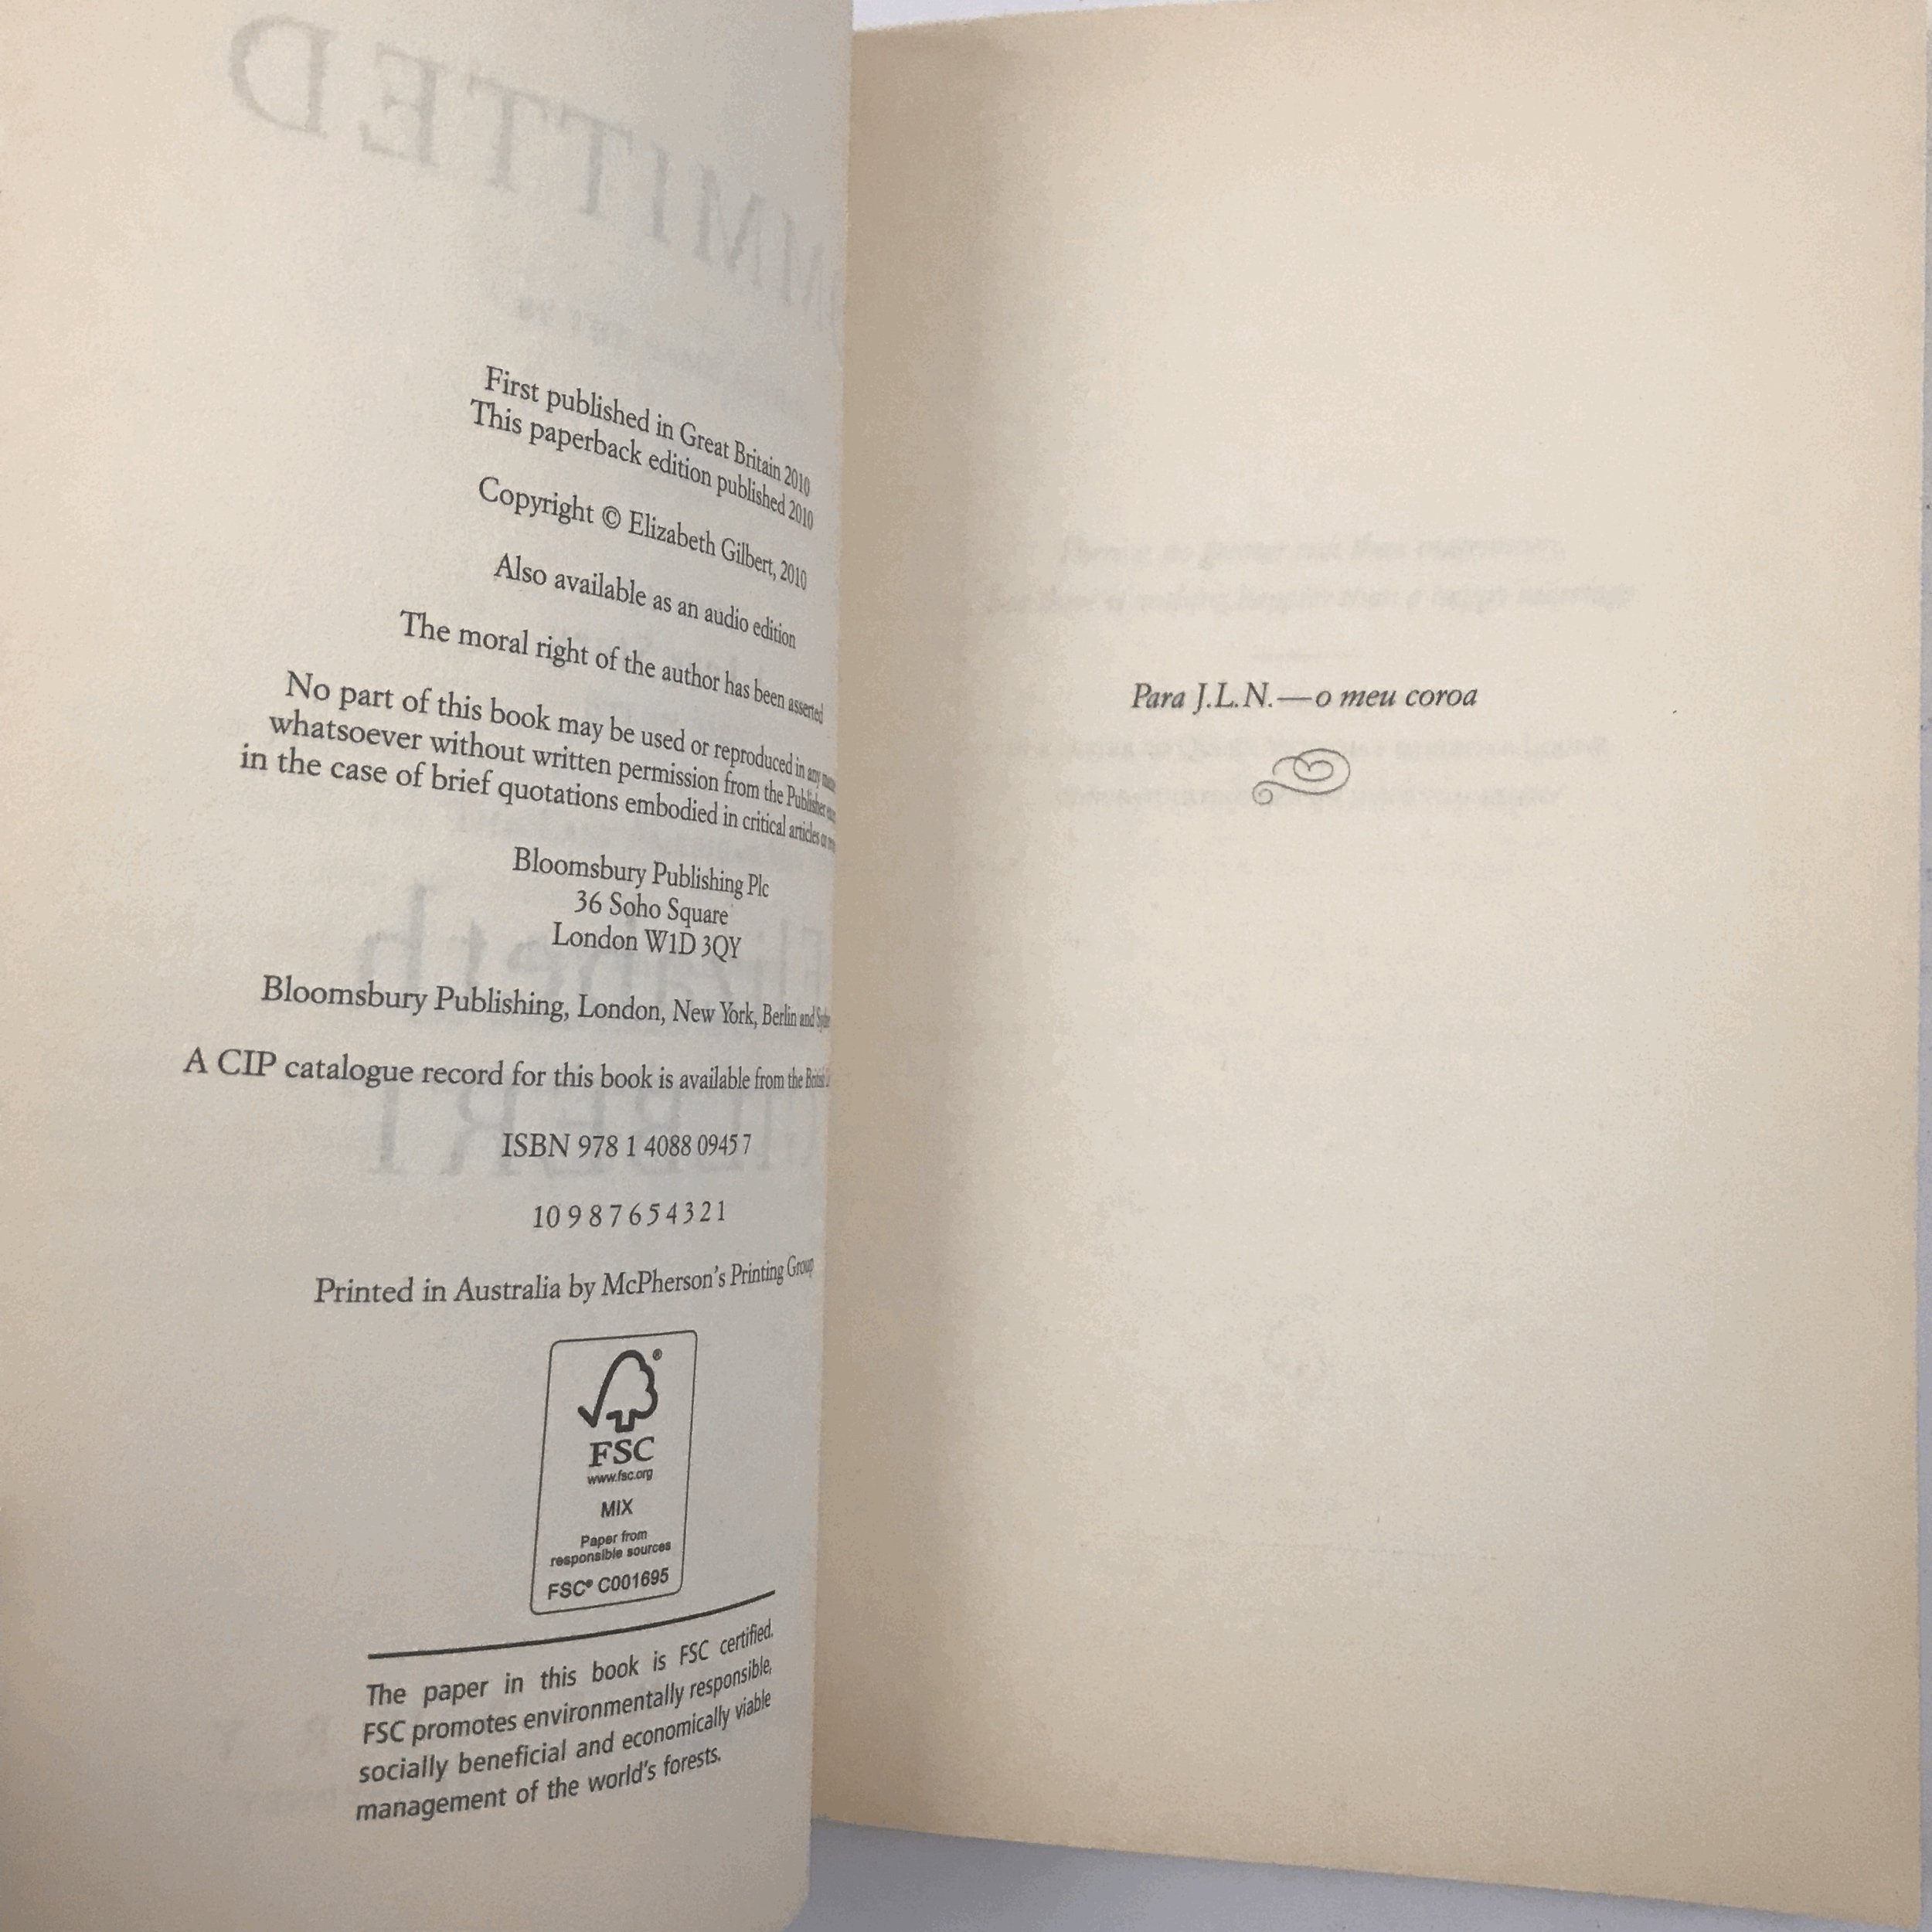 First published in Great Britain 2010
This paperback edition published 2010
Copyright © Elizabeth Gilbert, 2010
Also available as an audio edition
The moral right of the author has been asserted
No part of this book may be used or reproduced in any
whatsoever without written permission from the Publisher
in the case of brief quotations embodied in critical articles or
Bloomsbury Publishing Plc
36 Soho Square
London W1D 3QY
Bloomsbury Publishing, London, New York, Berlin and
A CIP catalogue record for this book is available from the British
ISBN 978 1 4088 0945 7
10 9 8 7 6 5 4 3 2 1
Printed in Australia by McPherson's Printing Group
FSC®
www.fsc.org
MIX
Paper from
responsible sources
FSC® C001695
The paper in this book is FSC certified.
FSC promotes environmentally responsible,
socially beneficial and economically viable
management of the world's forests.
Para J.L.N.—o meu coroa